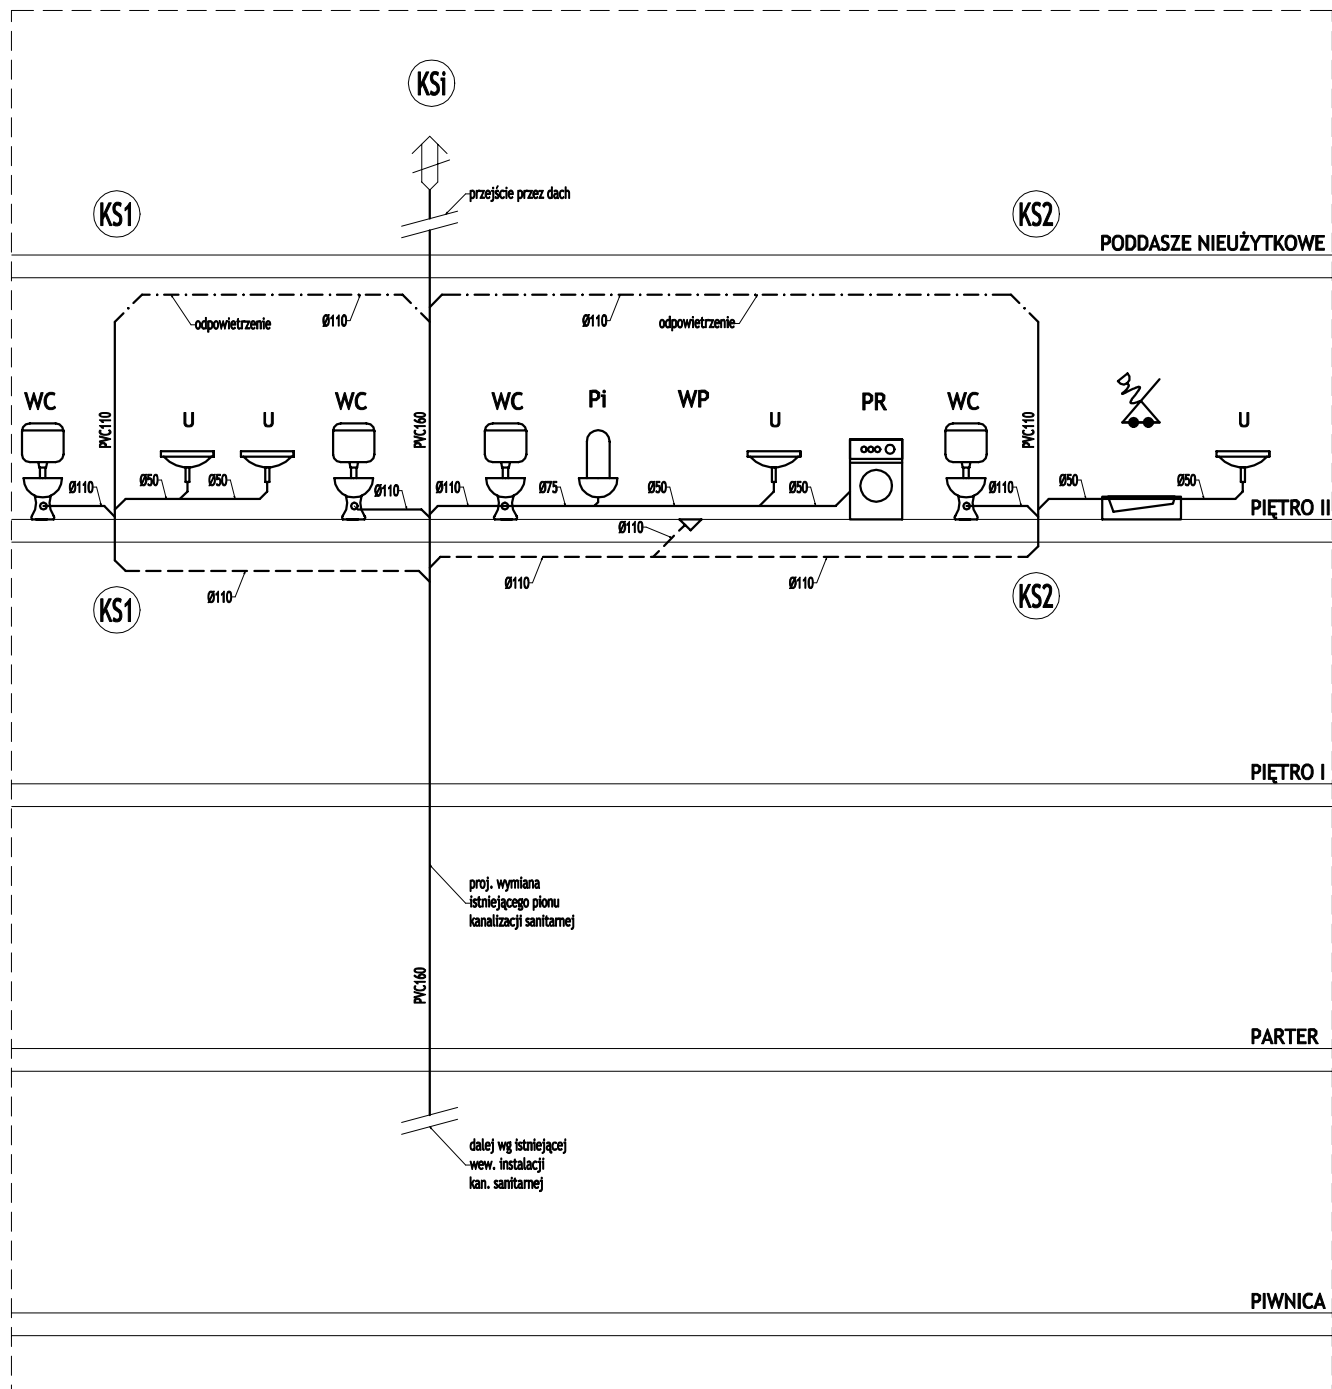 KSi
przejście przez dach
KS1
KS2
PODDASZE NIEUŻYTKOWE
odpowietrzenie
Ø110
Ø110
odpowietrzenie
WC
PVC110
U
U
WC
PVC160
WC
Pi
WP
U
PR
WC
PVC110
U
Ø110
Ø50
Ø50
Ø110
Ø110
Ø75
Ø50
Ø50
Ø110
Ø50
Ø50
PIĘTRO II
Ø110
Ø110
Ø110
Ø110
KS1
KS2
PIĘTRO I
proj. wymiana
istniejącego pionu
kanalizacji sanitarnej
PVC160
PARTER
dalej wg istniejącej
wew. instalacji
kan. sanitarnej
PIWNICA